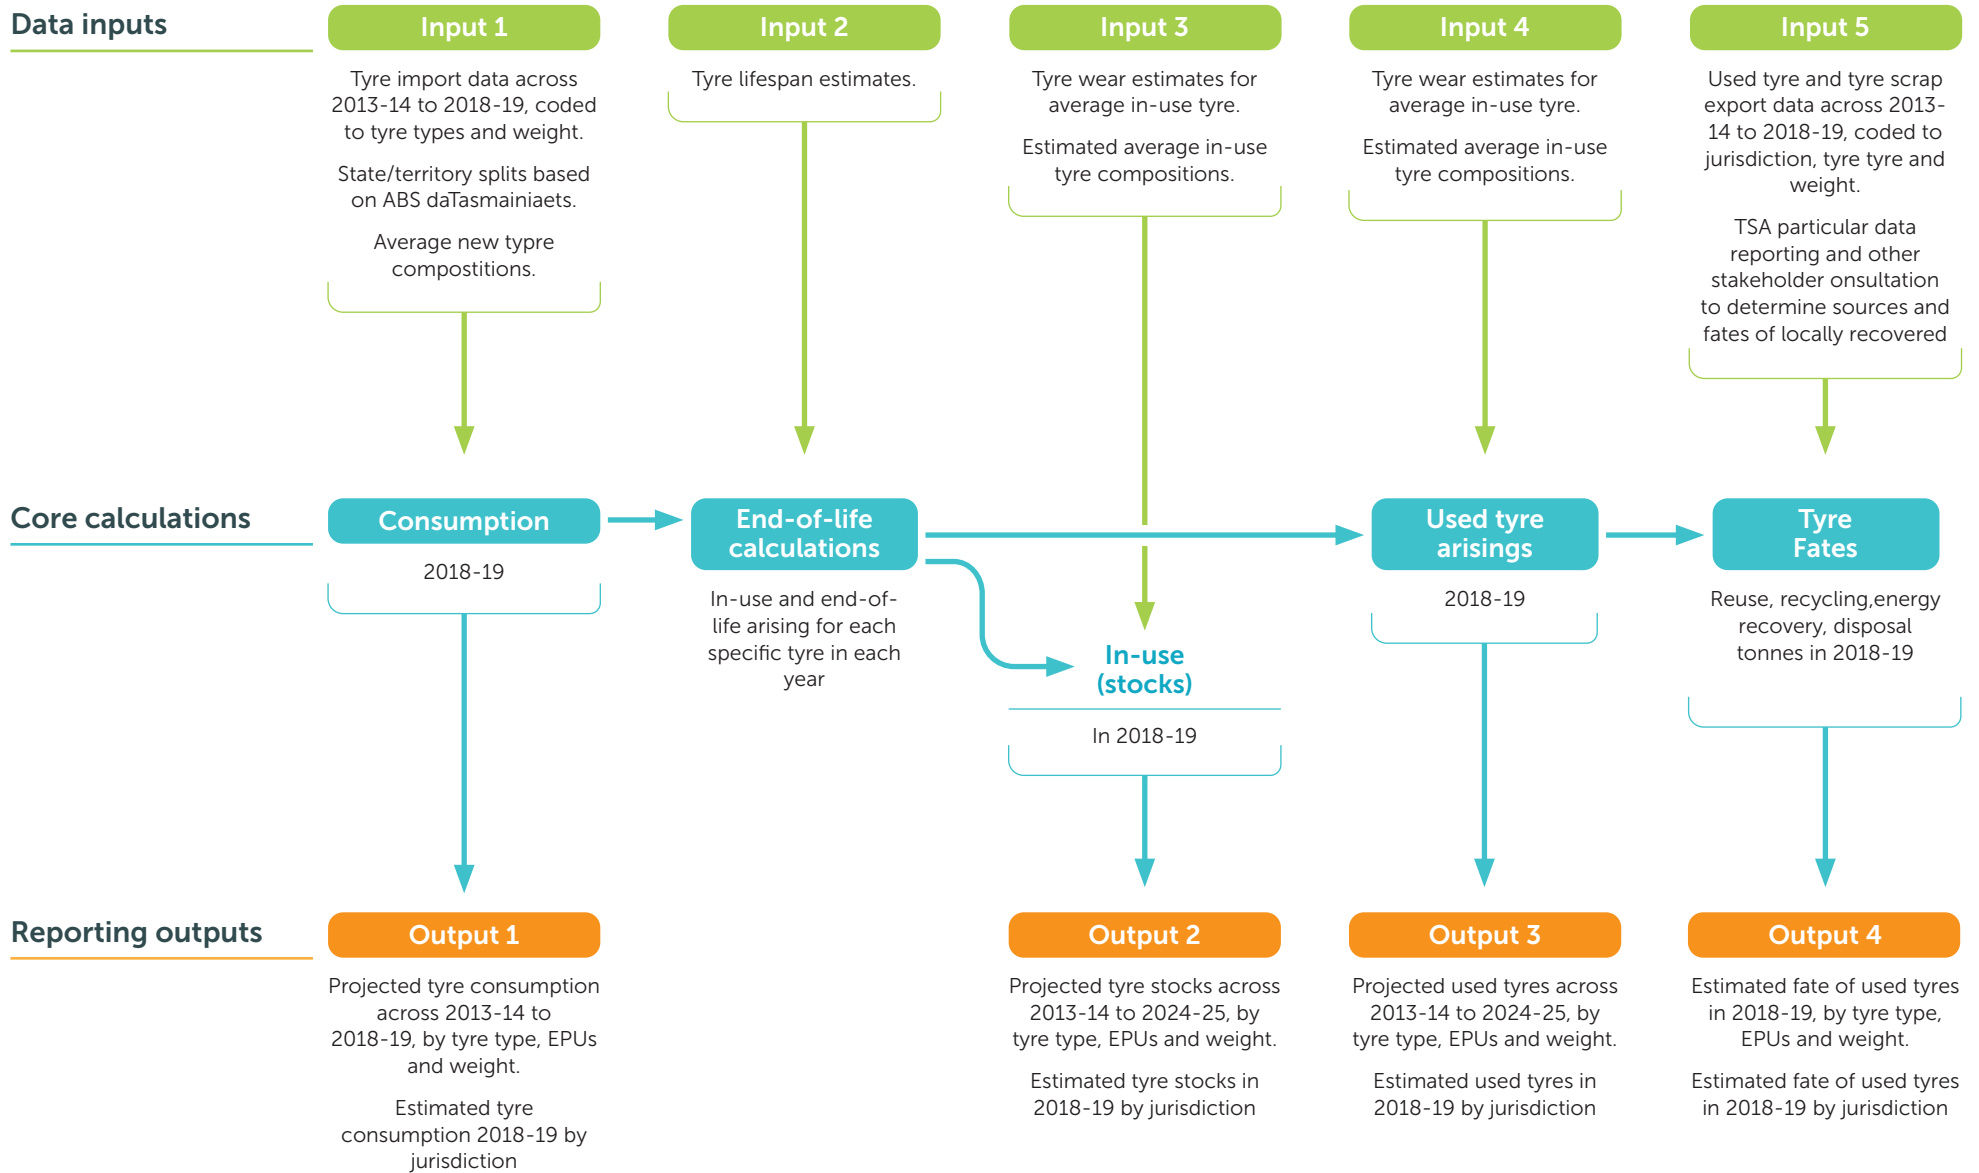 Data inputs
Input 1
Tyre import data across
2013-14 to 2018-19, coded
to tyre types and weight.
State/territory splits based
on ABS daTasmainiaets.
Average new typre
compostitions.
Input 2
Tyre lifespan estimates.
Input 3
Tyre wear estimates for
average in-use tyre.
Estimated average in-use
tyre compositions.
Input 4
Tyre wear estimates for
average in-use tyre.
Estimated average in-use
tyre compositions.
Input 5
Used tyre and tyre scrap
export data across 2013-
14 to 2018-19, coded to
jurisdiction, tyre tyre and
weight.
TSA particular data
reporting and other
stakeholder onsultation
to determine sources and
fates of locally recovered
Core calculations
Consumption
2018-19
End-of-life
calculations
In-use and end-of-
life arising for each
specific tyre in each
year
In-use
(stocks)
In 2018-19
Used tyre
arisings
2018-19
Tyre
Fates
Reuse, recycling,energy
recovery, disposal
tonnes in 2018-19
Reporting outputs
Output 1
Projected tyre consumption
across 2013-14 to
2018-19, by tyre type, EPUs
and weight.
Estimated tyre
consumption 2018-19 by
jurisdiction
Output 2
Projected tyre stocks across
2013-14 to 2024-25, by
tyre type, EPUs and weight.
Estimated tyre stocks in
2018-19 by jurisdiction
Output 3
Projected used tyres across
2013-14 to 2024-25, by
tyre type, EPUs and weight.
Estimated used tyres in
2018-19 by jurisdiction
Output 4
Estimated fate of used tyres
in 2018-19, by tyre type,
EPUs and weight.
Estimated fate of used tyres
in 2018-19 by jurisdiction